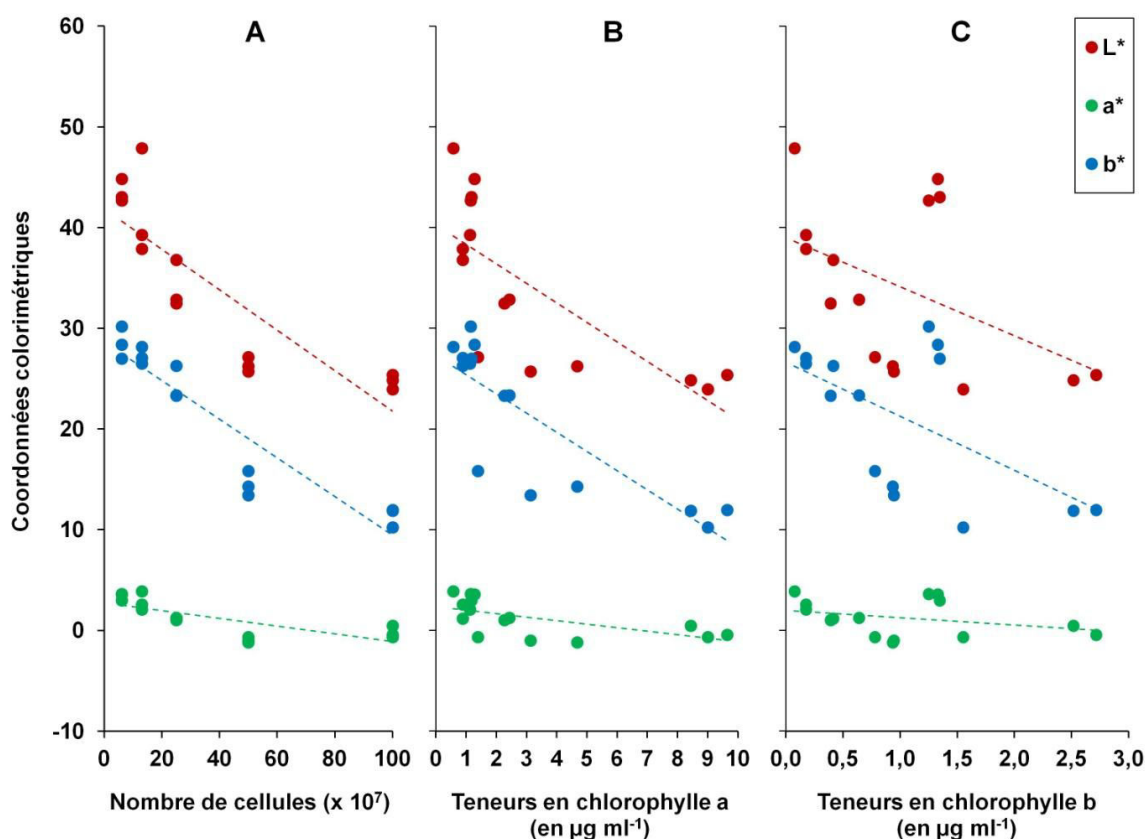 A
B
C
L*
a*
b*
Coordonnées colorimétriques
60
50
40
30
20
10
0
-10
0 20 40 60 80 100
0 1 2 3 4 5 6 7 8 9 10
0,0 0,5 1,0 1,5 2,0 2,5 3,0
Nombre de cellules (x 10⁷)
Teneurs en chlorophylle a
(en µg ml⁻¹)
Teneurs en chlorophylle b
(en µg ml⁻¹)